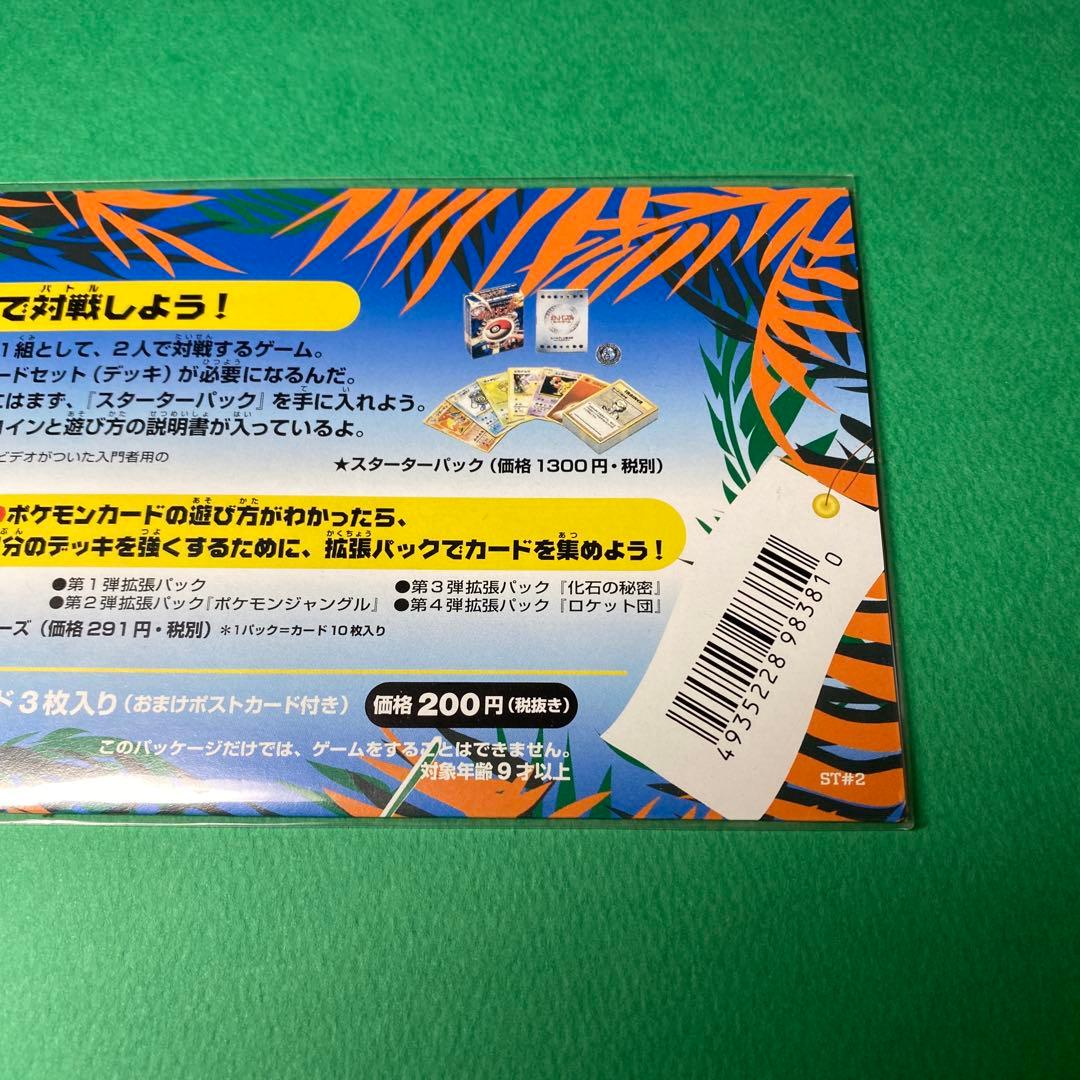 で対戦しよう！
1組として、2人で対戦するゲーム。
ードセット（デッキ）が必要になるんだ。
はまず、『スターターパック』を手に入れよう。
コインと遊び方の説明書が入っているよ。
ビデオがついた入門者用の
★スターターパック（価格1300円・税別）
ポケモンカードの遊び方がわかったら、
分のデッキを強くするために、拡張パックでカードを集めよう！
●第1弾拡張パック
●第3弾拡張パック『化石の秘密』
●第2弾拡張パック『ポケモンジャングル』
●第4弾拡張パック『ロケット団』
ーズ（価格291円・税別）＊1パック＝カード10枚入り
ド3枚入り（おまけポストカード付き）
価格200円（税抜き）
このパッケージだけでは、ゲームをすることはできません。
対象年齢9才以上
4935228983810
ST#2